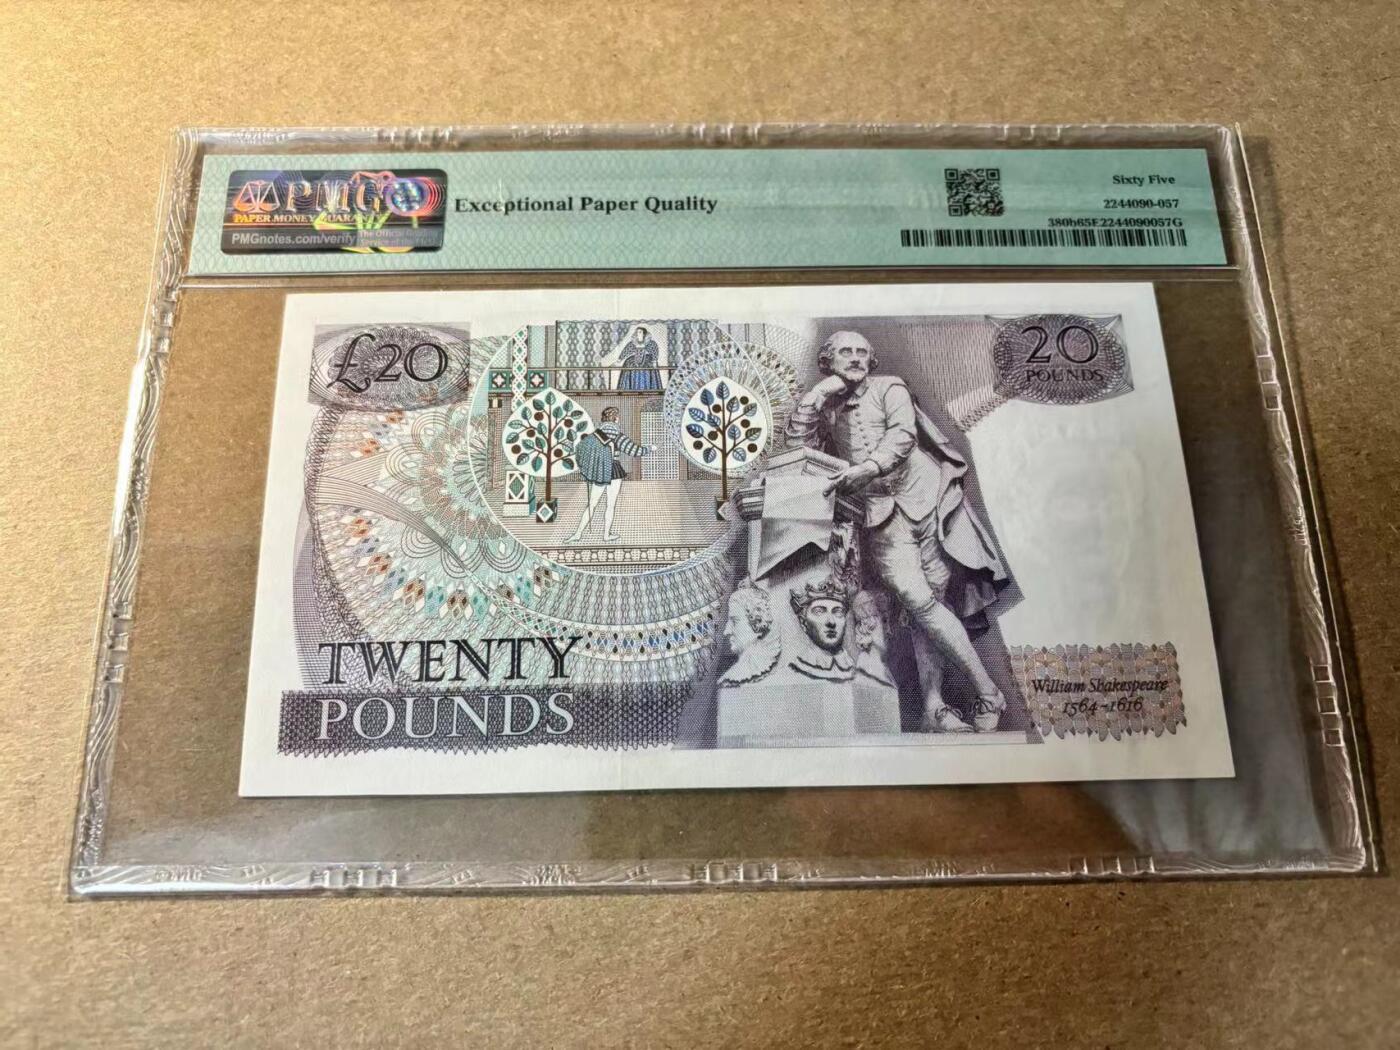 PMG
PAPER MONEY GUARANTY
PMGnotes.com/verify
Exceptional Paper Quality
Sixty Five
2244090-057
380b65E2244090057G
£20
20
POUNDS
TWENTY
POUNDS
William Shakespeare
1564-1616